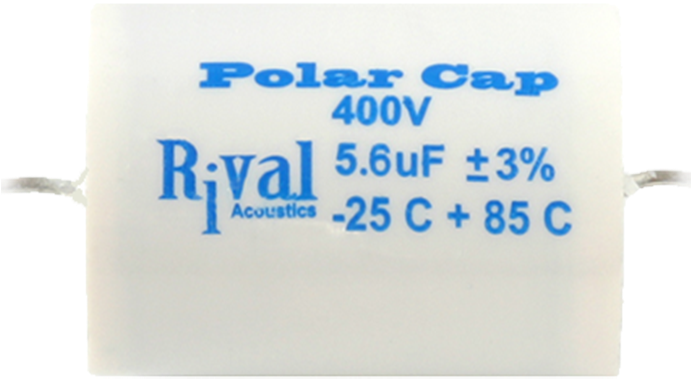 Polar Cap
400V
Rival
Acoustics
5.6uF ±3%
-25 C + 85 C